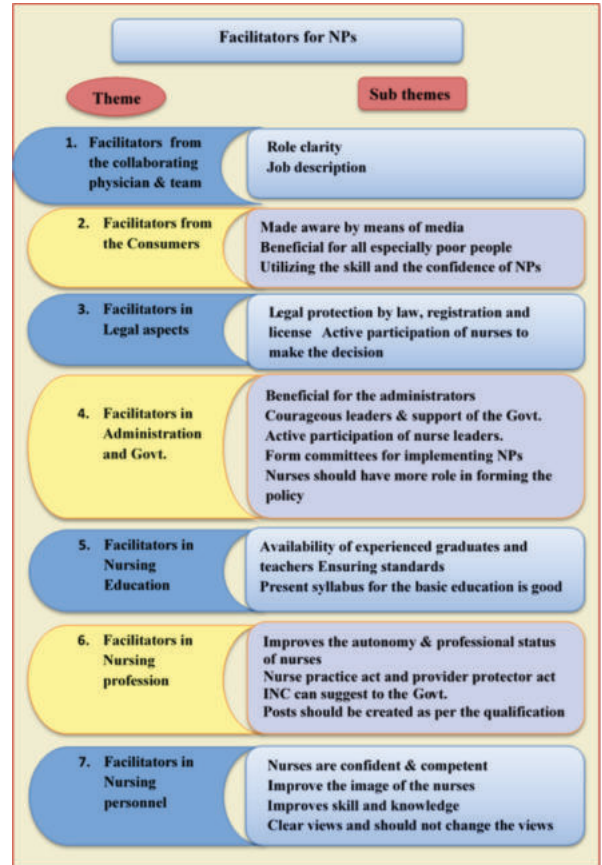 Facilitators for NPs
Theme
Sub themes
1. Facilitators from
the collaborating
physician & team
Role clarity
Job description
2. Facilitators from
the Consumers
Made aware by means of media
Beneficial for all especially poor people
Utilizing the skill and the confidence of NPs
3. Facilitators in
Legal aspects
Legal protection by law, registration and
license Active participation of nurses to
make the decision
4. Facilitators in
Administration
and Govt.
Beneficial for the administrators
Courageous leaders & support of the Govt.
Active participation of nurse leaders.
Form committees for implementing NPs
Nurses should have more role in forming the
policy
5. Facilitators in
Nursing
Education
Availability of experienced graduates and
teachers Ensuring standards
Present syllabus for the basic education is good
6. Facilitators in
Nursing
profession
Improves the autonomy & professional status
of nurses
Nurse practice act and provider protector act
INC can suggest to the Govt.
Posts should be created as per the qualification
7. Facilitators in
Nursing
personnel
Nurses are confident & competent
Improve the image of the nurses
Improves skill and knowledge
Clear views and should not change the views